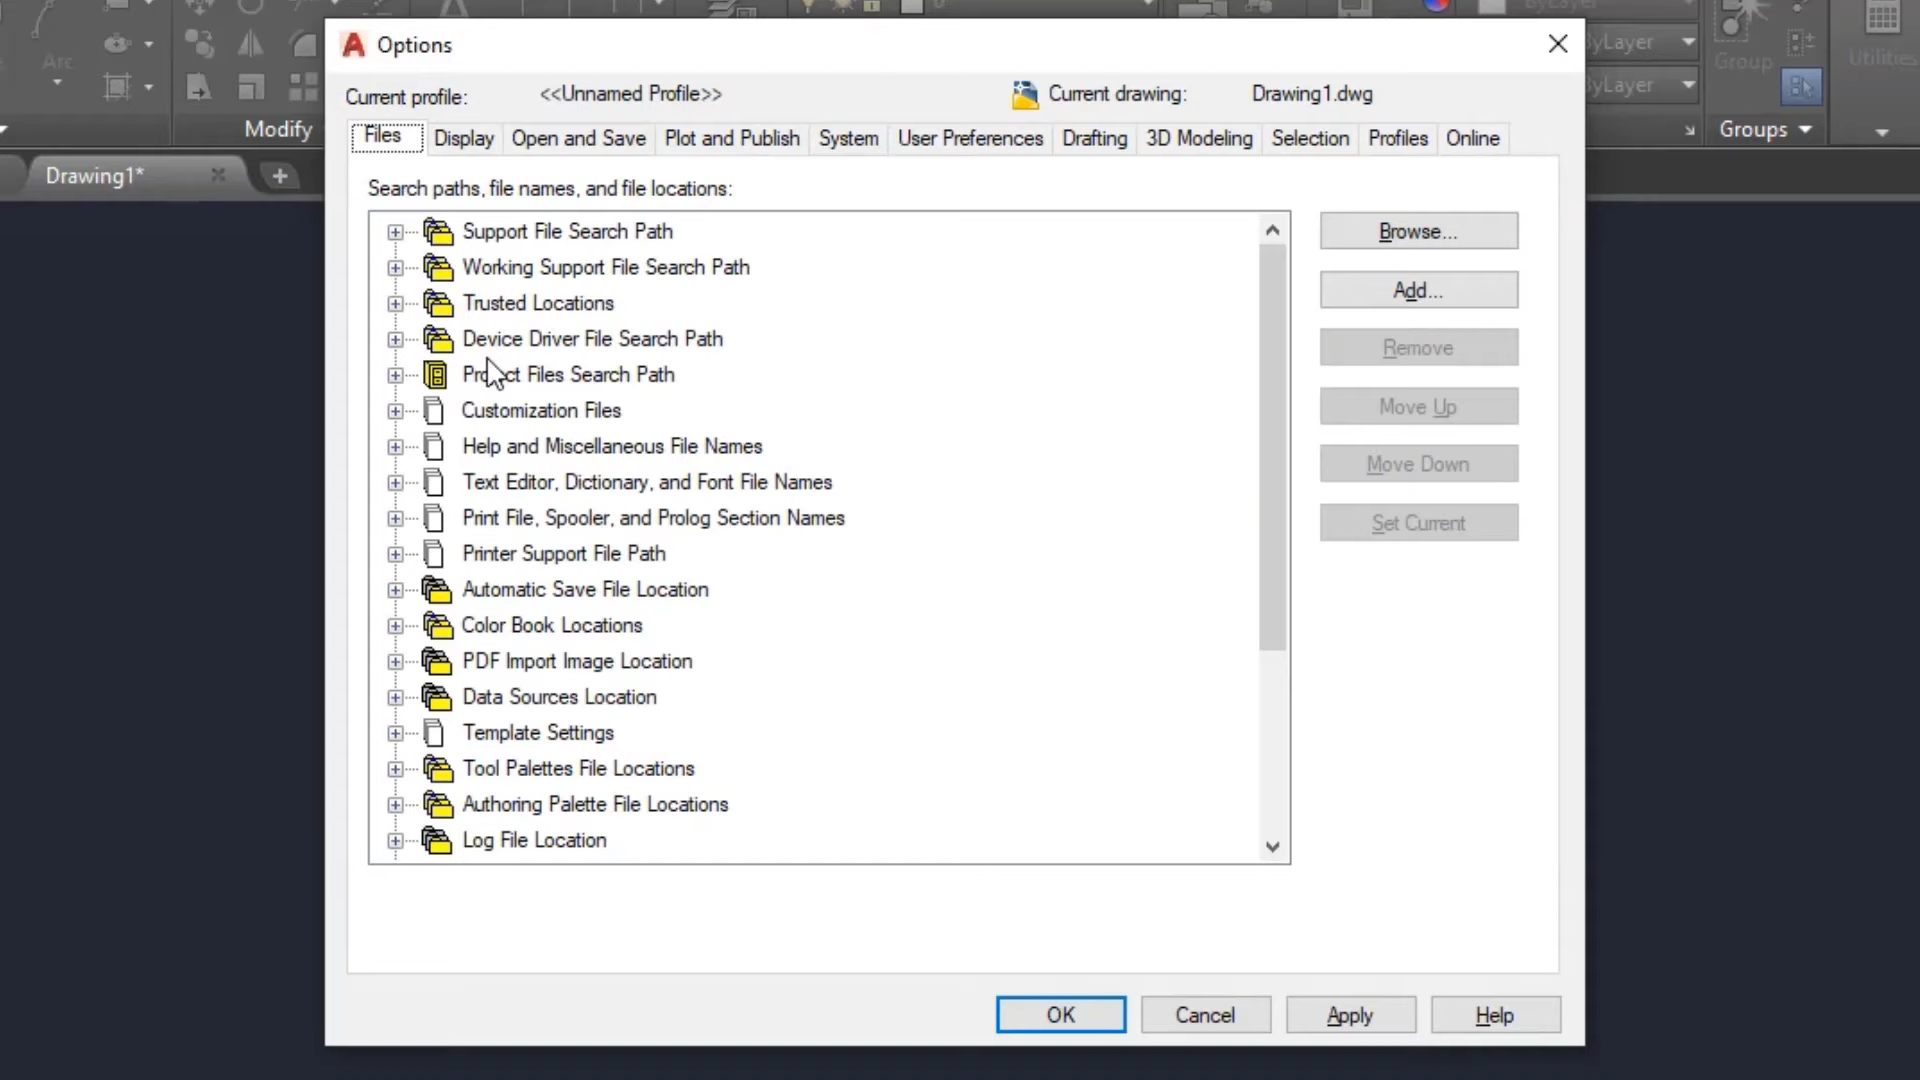 ByLayer
Arc
Group
Utilities
ByLayer
Modify
Groups
Drawing1*
Options
Current profile: <<Unnamed Profile>> Current drawing: Drawing1.dwg
Files Display Open and Save Plot and Publish System User Preferences Drafting 3D Modeling Selection Profiles Online
Search paths, file names, and file locations:
Support File Search Path
Working Support File Search Path
Trusted Locations
Device Driver File Search Path
Project Files Search Path
Customization Files
Help and Miscellaneous File Names
Text Editor, Dictionary, and Font File Names
Print File, Spooler, and Prolog Section Names
Printer Support File Path
Automatic Save File Location
Color Book Locations
PDF Import Image Location
Data Sources Location
Template Settings
Tool Palettes File Locations
Authoring Palette File Locations
Log File Location
Browse...
Add...
Remove
Move Up
Move Down
Set Current
OK Cancel Apply Help